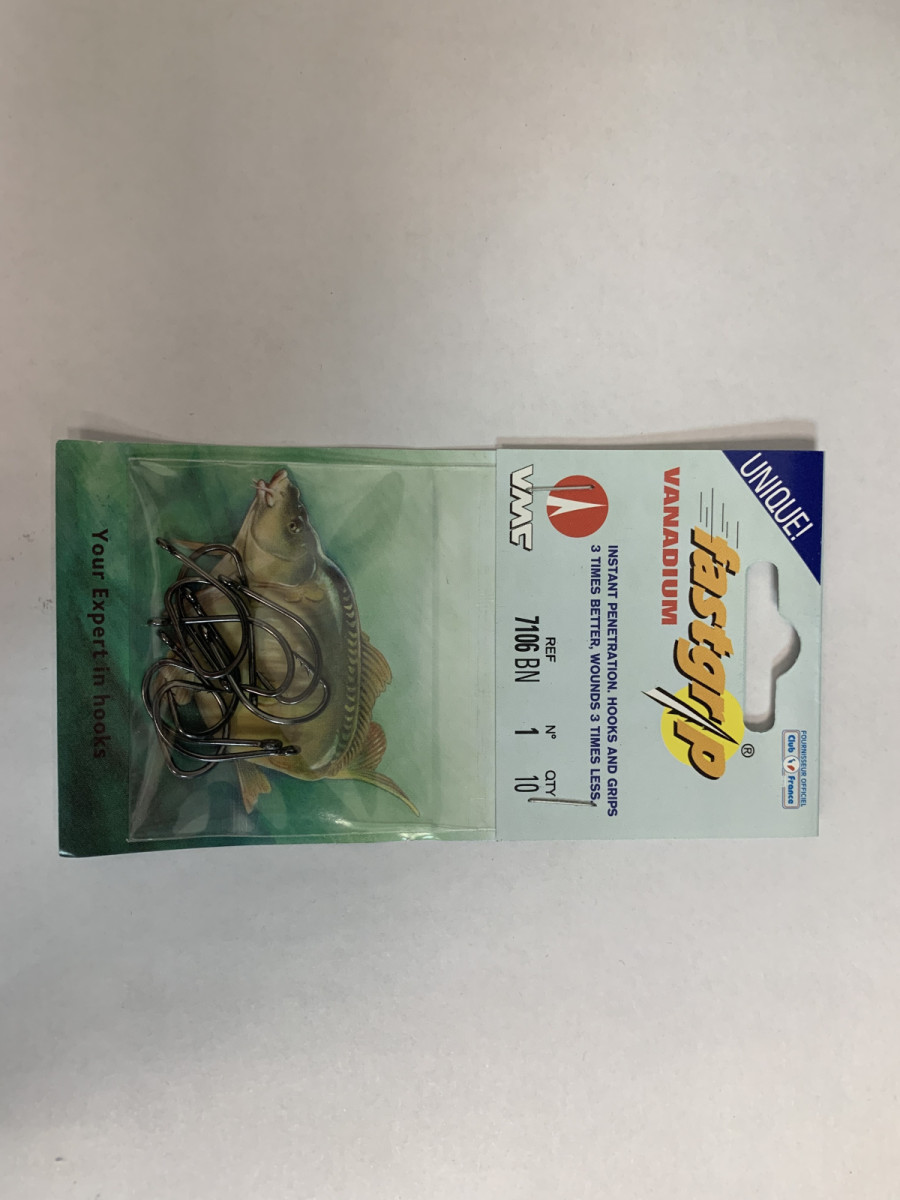 UNIQUE!
FOURNISSEUR OFFICIEL
Club France
fastgrip®
VANADIUM
INSTANT PENETRATION. HOOKS AND GRIPS
3 TIMES BETTER, WOUNDS 3 TIMES LESS.
VMC
REF N° QTY
7106 BN 1 10
Your Expert in hooks